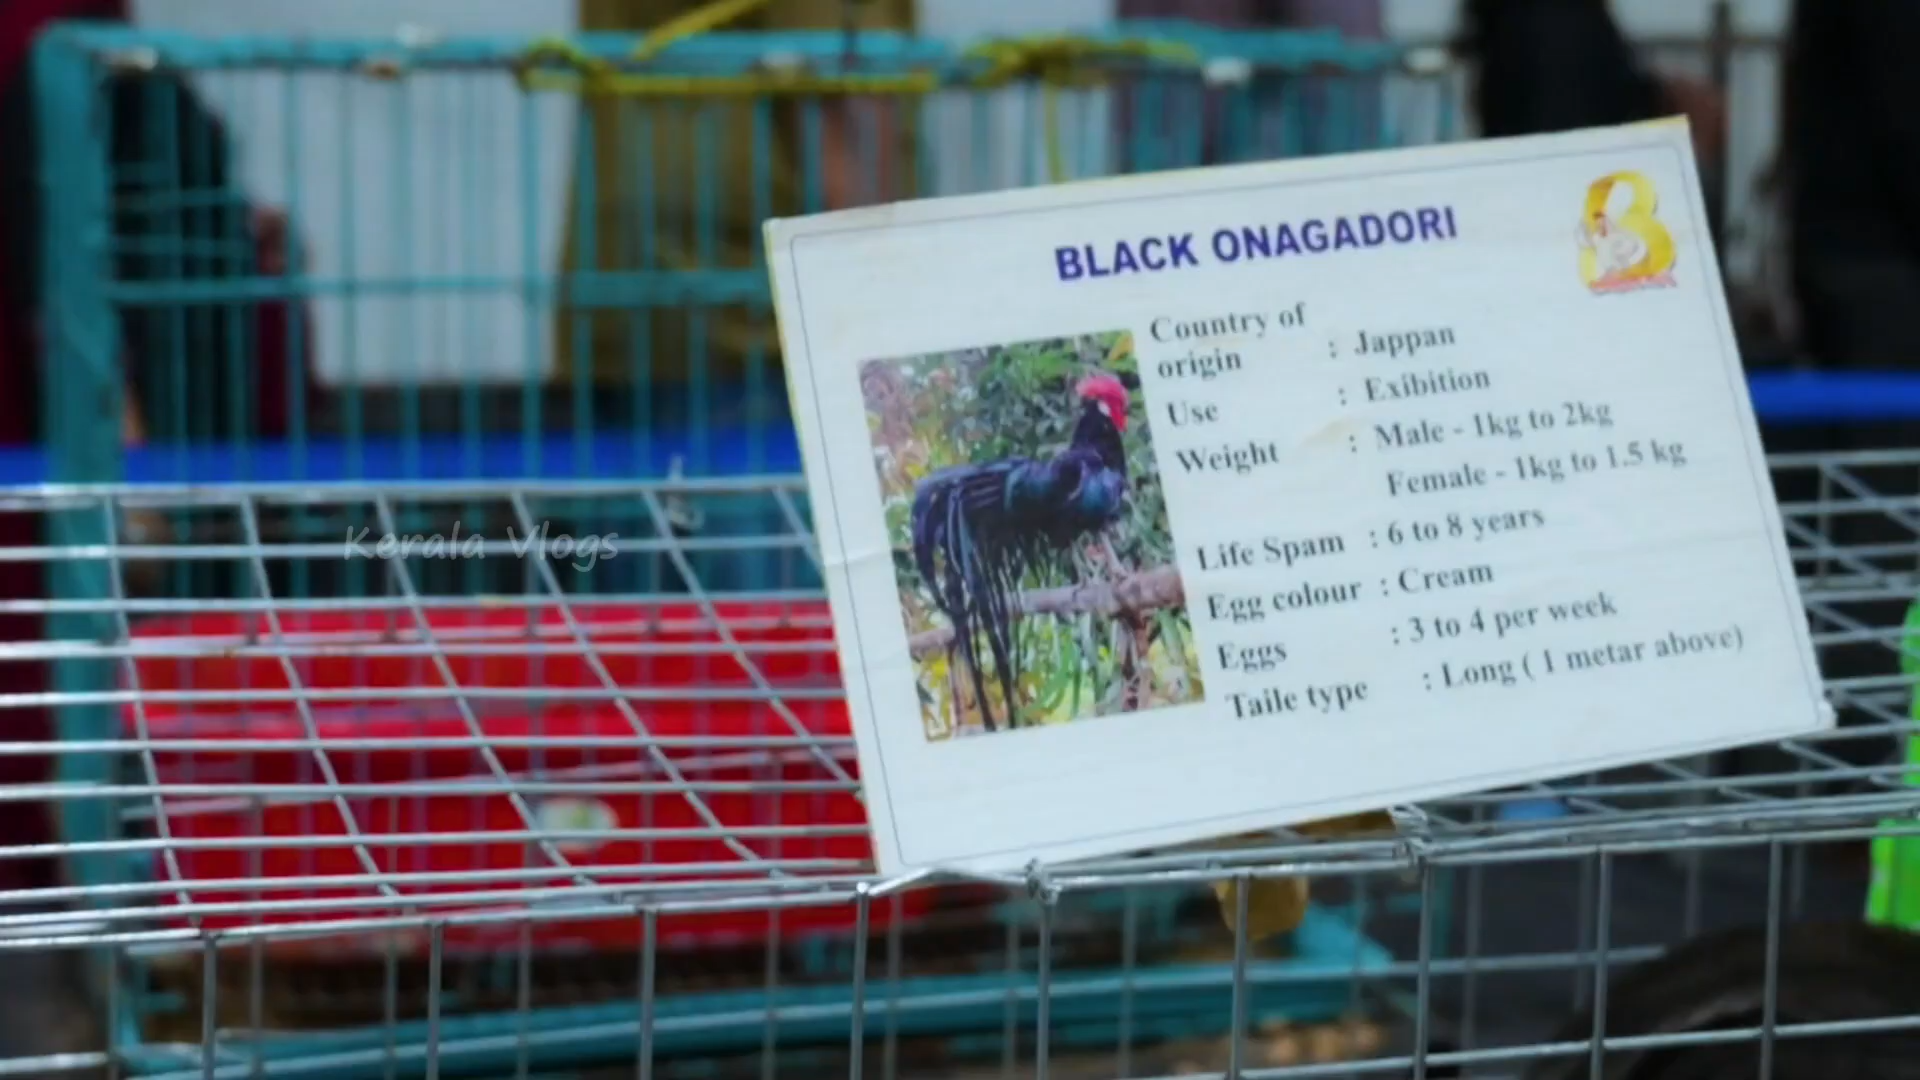 BLACK ONAGADORI
Country of
origin : Jappan
Use : Exibition
Weight : Male - 1kg to 2kg
Female - 1kg to 1.5 kg
Life Spam : 6 to 8 years
Egg colour : Cream
Eggs : 3 to 4 per week
Taile type : Long ( 1 metar above)
Kerala Vlogs